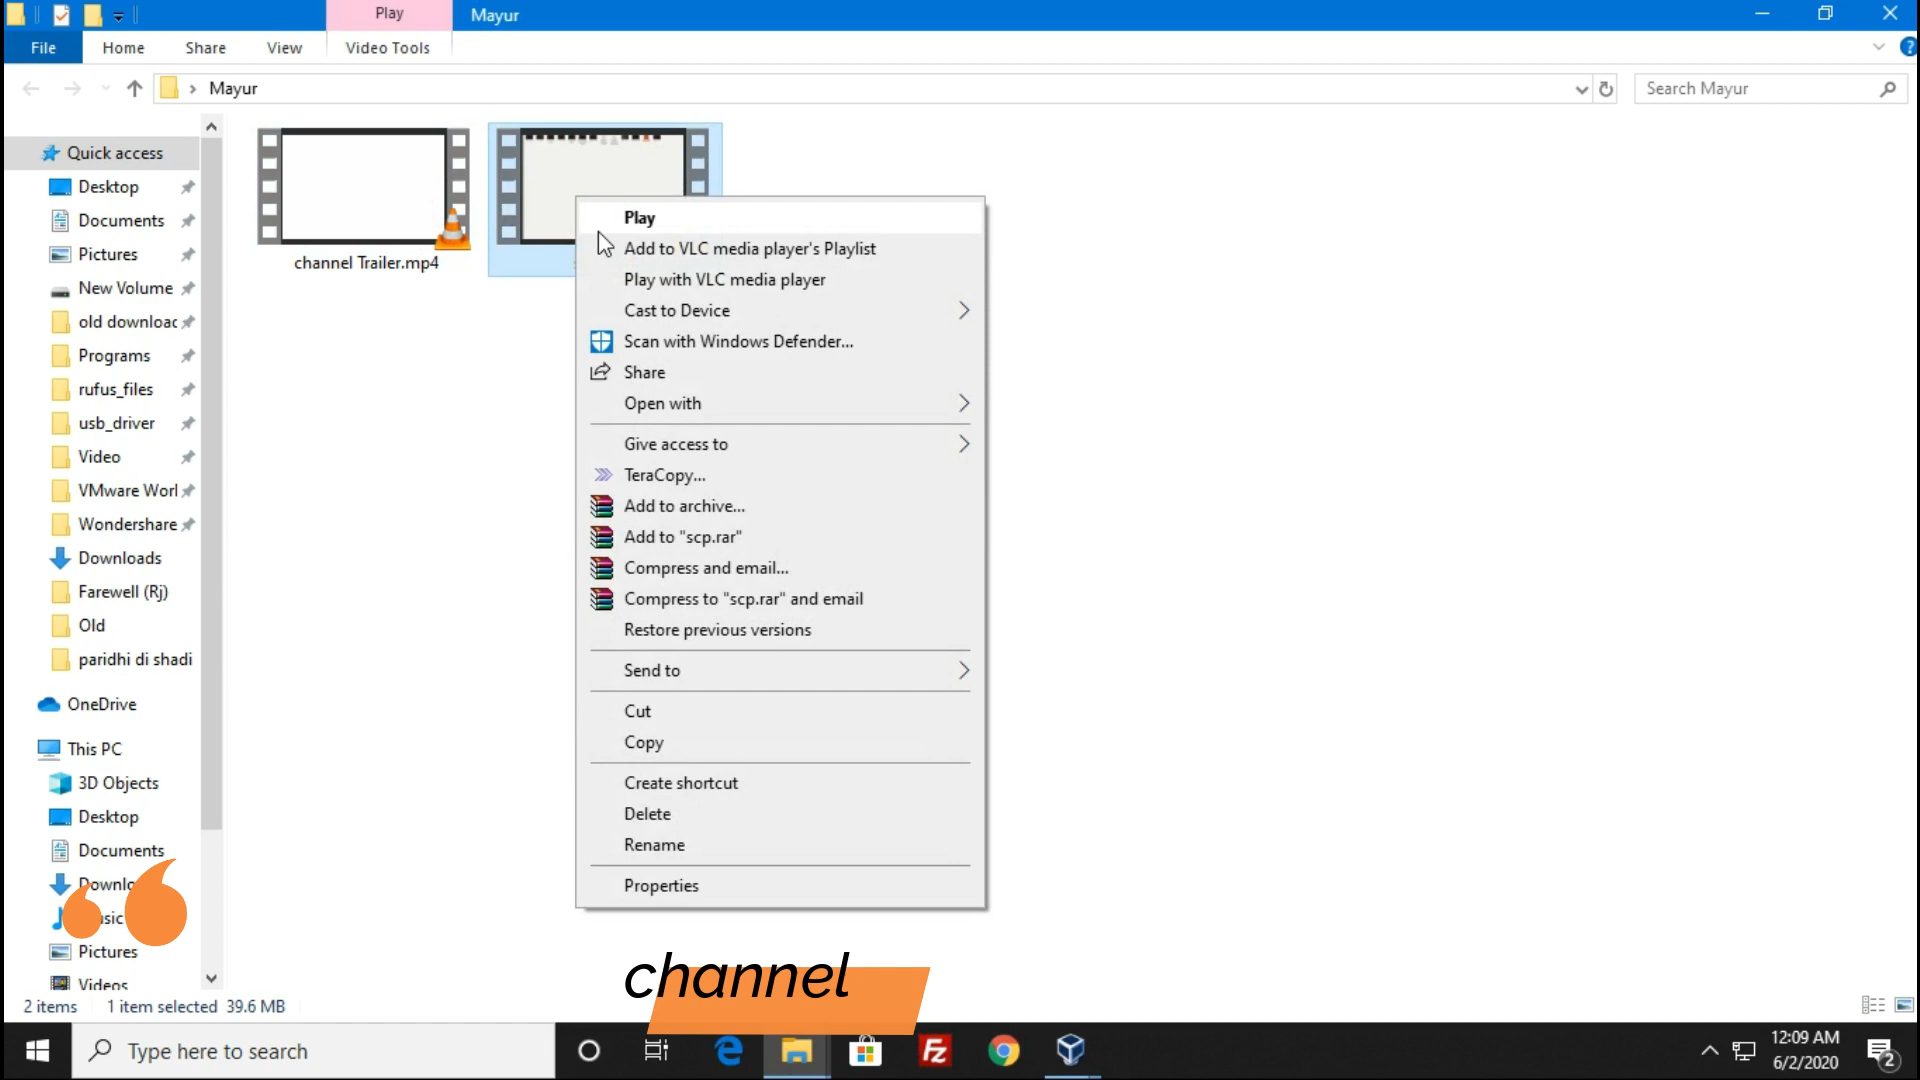 Play
Mayur
File
Home
Share
View
Video Tools
Mayur
Search Mayur
Quick access
Desktop
Documents
Pictures
New Volume
old downloac
Programs
rufus_files
usb_driver
Video
VMware Worl
Wondershare
Downloads
Farewell (Rj)
Old
paridhi di shadi
OneDrive
This PC
3D Objects
Desktop
Documents
Pictures
Videos
channel Trailer.mp4
Play
Add to VLC media player's Playlist
Play with VLC media player
Cast to Device
Scan with Windows Defender...
Share
Open with
Give access to
TeraCopy...
Add to archive...
Add to "scp.rar"
Compress and email...
Compress to "scp.rar" and email
Restore previous versions
Send to
Cut
Copy
Create shortcut
Delete
Rename
Properties
channel
2 items
1 item selected 39.6 MB
Type here to search
12:09 AM
6/2/2020
2